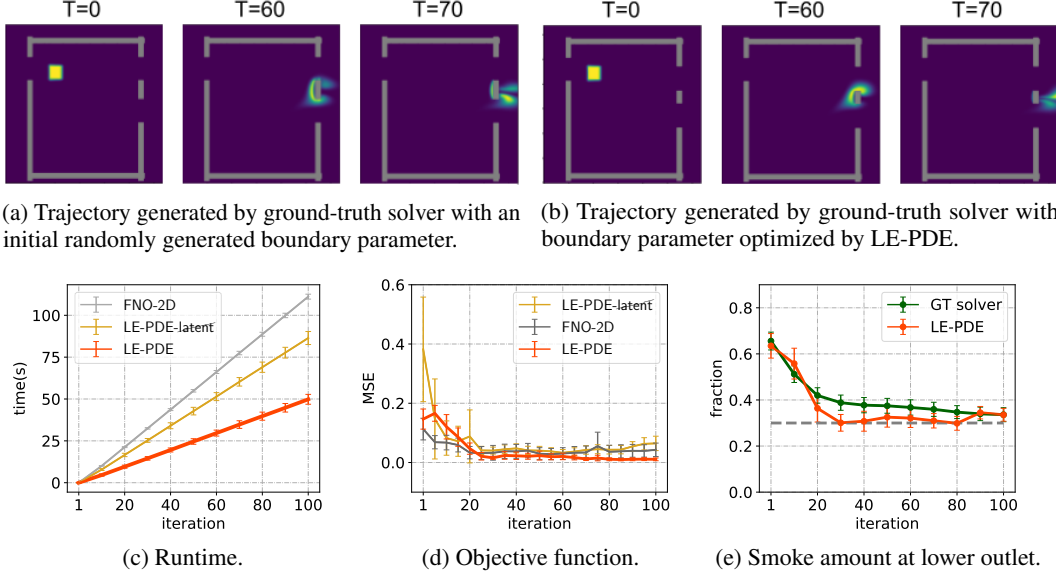 T=0 T=60 T=70 T=0 T=60 T=70
(a) Trajectory generated by ground-truth solver with an
initial randomly generated boundary parameter.
(b) Trajectory generated by ground-truth solver with
boundary parameter optimized by LE-PDE.
time(s)
100
75
50
25
0
FNO-2D
LE-PDE-latent
LE-PDE
1 20 40 60 80 100
iteration
(c) Runtime.
MSE
0.6
0.4
0.2
0.0
LE-PDE-latent
FNO-2D
LE-PDE
1 20 40 60 80 100
iteration
(d) Objective function.
fraction
0.8
0.6
0.4
0.2
0.0
GT solver
LE-PDE
1 20 40 60 80 100
iteration
(e) Smoke amount at lower outlet.